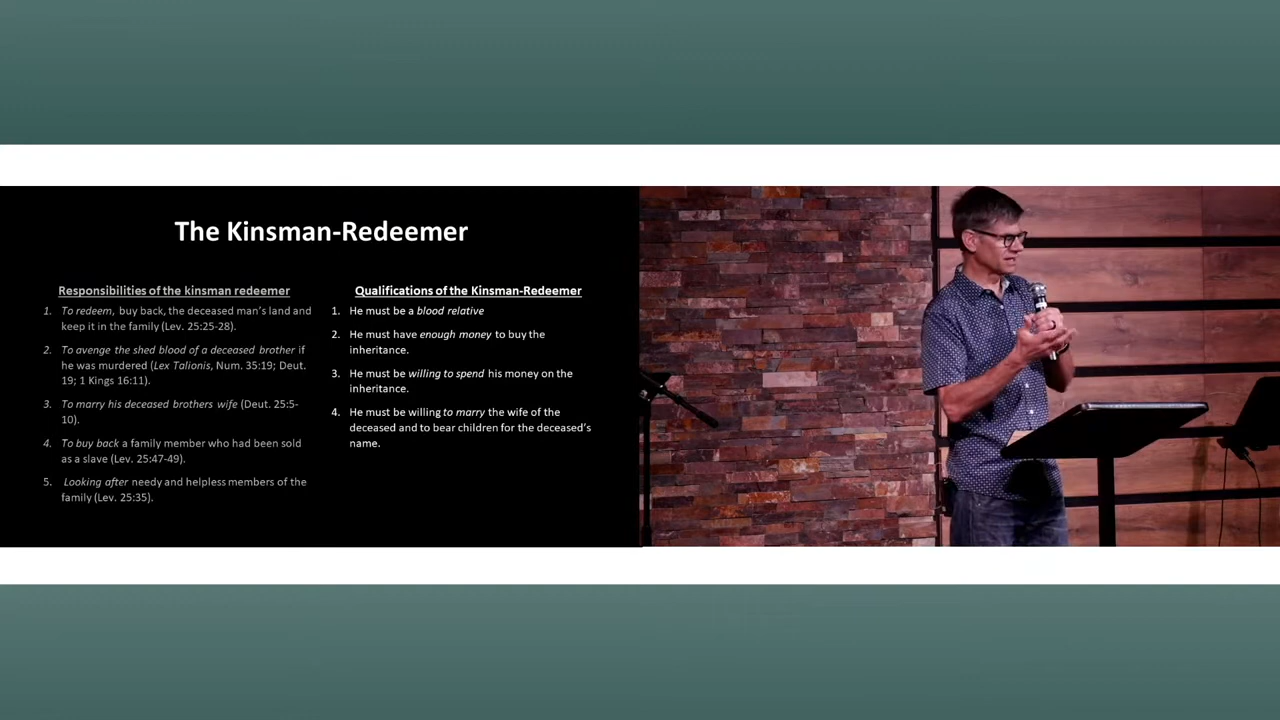 The Kinsman-Redeemer
Responsibilities of the kinsman redeemer
1. To redeem, buy back, the deceased man's land and
keep it in the family (Lev. 25:25-28).
2. To avenge the shed blood of a deceased brother if
he was murdered (Lex Talionis, Num. 35:19; Deut.
19; 1 Kings 16:11).
3. To marry his deceased brothers wife (Deut. 25:5-
10).
4. To buy back a family member who had been sold
as a slave (Lev. 25:47-49).
5. Looking after needy and helpless members of the
family (Lev. 25:35).
Qualifications of the Kinsman-Redeemer
1. He must be a blood relative
2. He must have enough money to buy the
inheritance.
3. He must be willing to spend his money on the
inheritance.
4. He must be willing to marry the wife of the
deceased and to bear children for the deceased's
name.